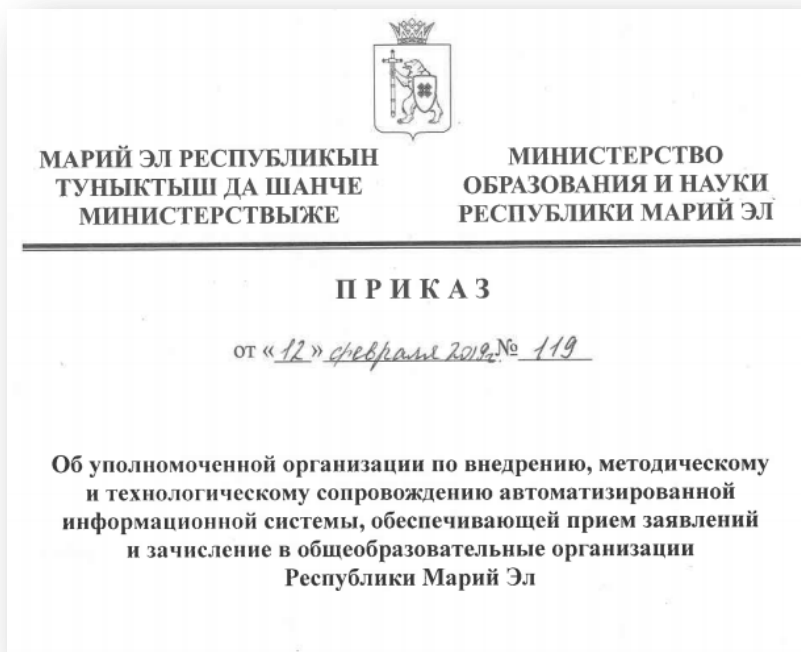 МАРИЙ ЭЛ РЕСПУБЛИКЫН
ТУНЫКТЫШ ДА ШАНЧЕ
МИНИСТЕРСТВЫЖЕ
МИНИСТЕРСТВО
ОБРАЗОВАНИЯ И НАУКИ
РЕСПУБЛИКИ МАРИЙ ЭЛ
ПРИКАЗ
от «12» февраля 2019г. № 119
Об уполномоченной организации по внедрению, методическому
и технологическому сопровождению автоматизированной
информационной системы, обеспечивающей прием заявлений
и зачисление в общеобразовательные организации
Республики Марий Эл